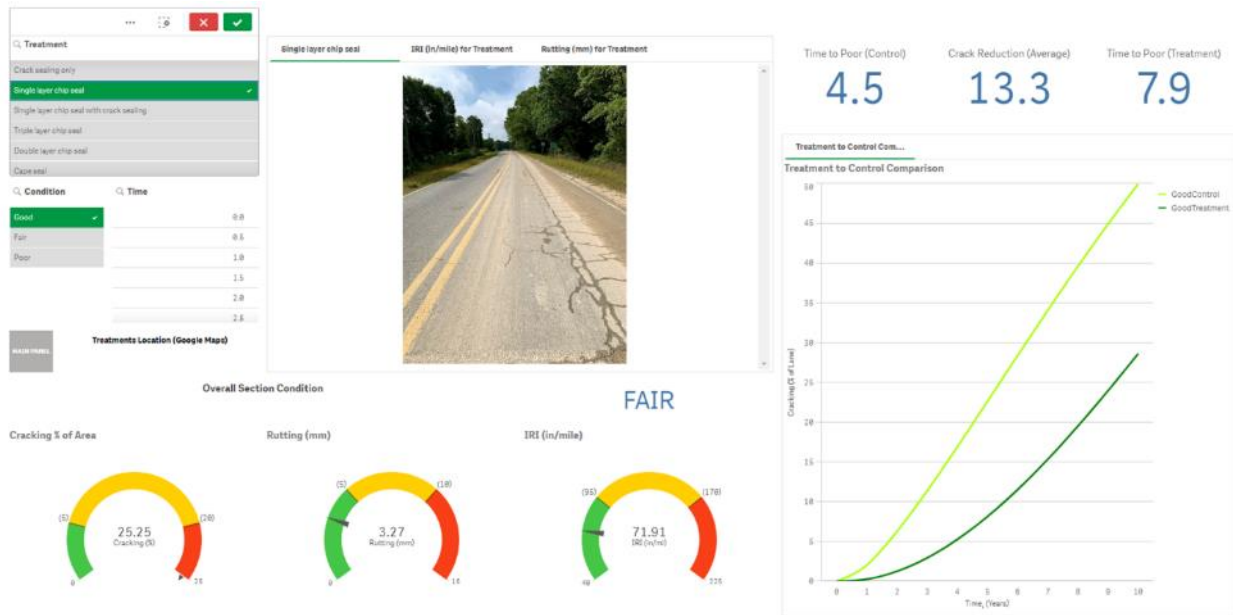 Treatment
Crack sealing only
Single layer chip seal
Single layer chip seal with crack sealing
Triple layer chip seal
Double layer chip seal
Cape seal
Condition
Good
Fair
Poor
Time
0.0
0.5
1.0
1.5
2.0
2.5
MAIN PANEL
Treatments Location (Google Maps)
Single layer chip seal IRI (in/mile) for Treatment Rutting (mm) for Treatment
Time to Poor (Control)
4.5
Crack Reduction (Average)
13.3
Time to Poor (Treatment)
7.9
Treatment to Control Com...
Treatment to Control Comparison
GoodControl
GoodTreatment
Cracking (% of Lane)
50
45
40
35
30
25
20
15
10
5
0
0 1 2 3 4 5 6 7 8 9 10
Time, (Years)
Overall Section Condition
FAIR
Cracking % of Area
(5)
(20)
25.25
Cracking (%)
0
25
Rutting (mm)
(5)
(10)
3.27
Rutting (mm)
0
15
IRI (in/mile)
(95)
(170)
71.91
IRI (in/mi)
40
225